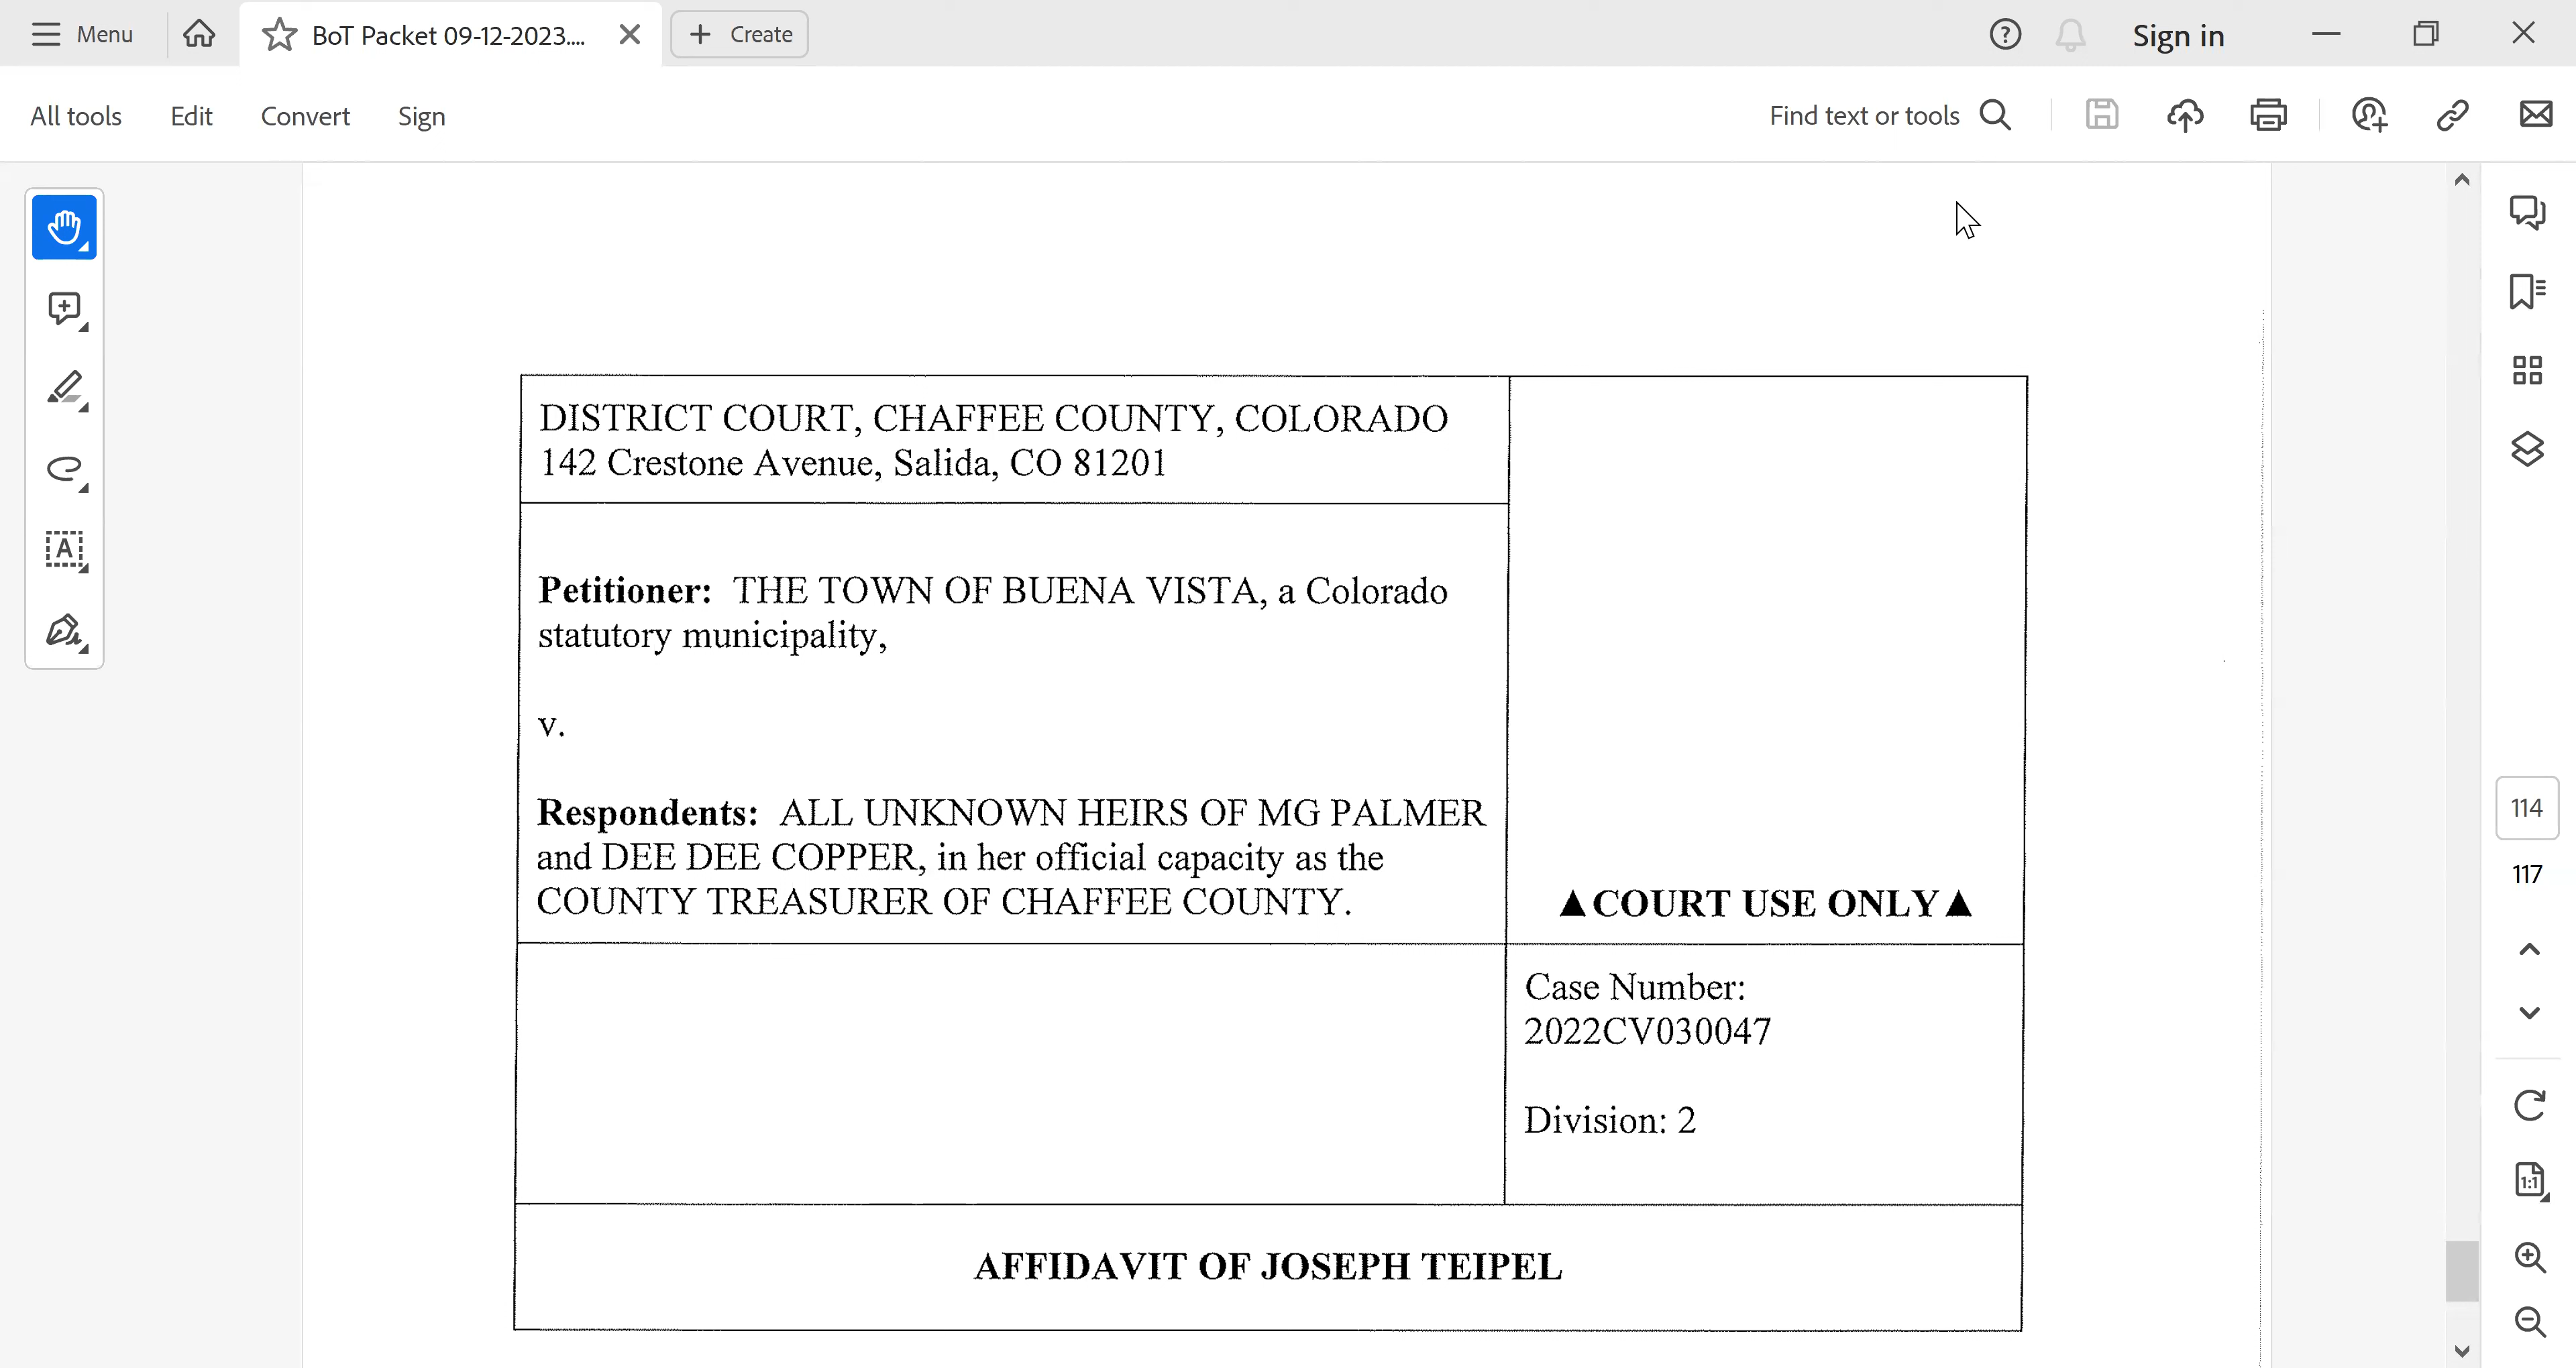 Menu
BoT Packet 09-12-2023....
Create
Sign in
All tools
Edit
Convert
Sign
Find text or tools
DISTRICT COURT, CHAFFEE COUNTY, COLORADO
142 Crestone Avenue, Salida, CO 81201
Petitioner: THE TOWN OF BUENA VISTA, a Colorado
statutory municipality,
v.
Respondents: ALL UNKNOWN HEIRS OF MG PALMER
and DEE DEE COPPER, in her official capacity as the
COUNTY TREASURER OF CHAFFEE COUNTY.
▲COURT USE ONLY▲
Case Number:
2022CV030047
Division: 2
AFFIDAVIT OF JOSEPH TEIPEL
114
117
1:1